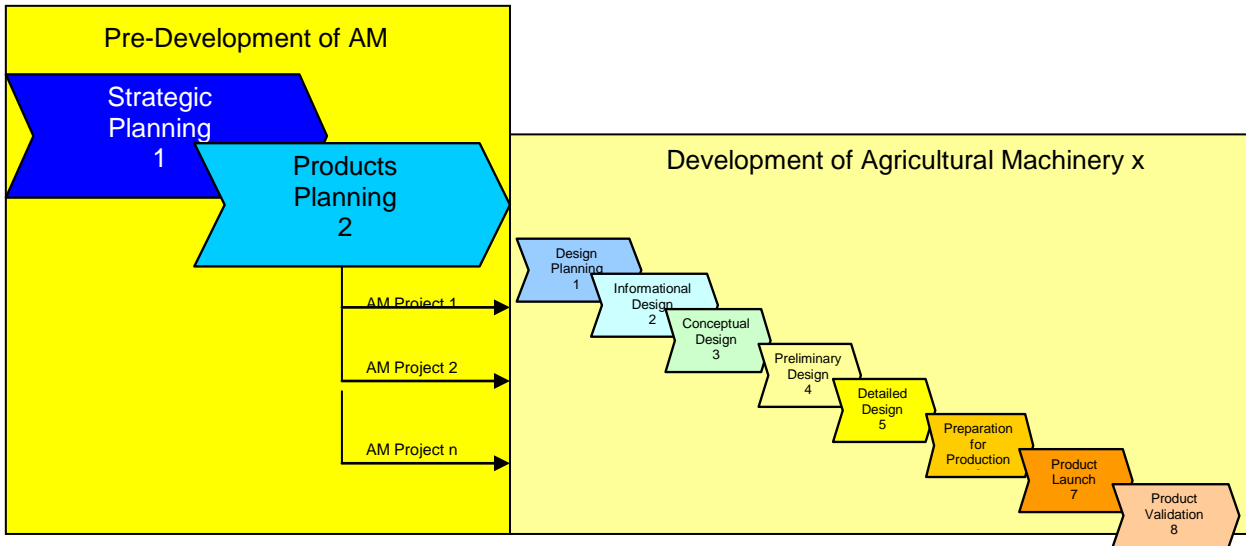 Pre-Development of AM
Strategic
Planning
1
Products
Planning
2
AM Project 1
AM Project 2
AM Project n
Development of Agricultural Machinery x
Design
Planning
1
Informational
Design
2
Conceptual
Design
3
Preliminary
Design
4
Detailed
Design
5
Preparation
for
Production
Product
Launch
7
Product
Validation
8